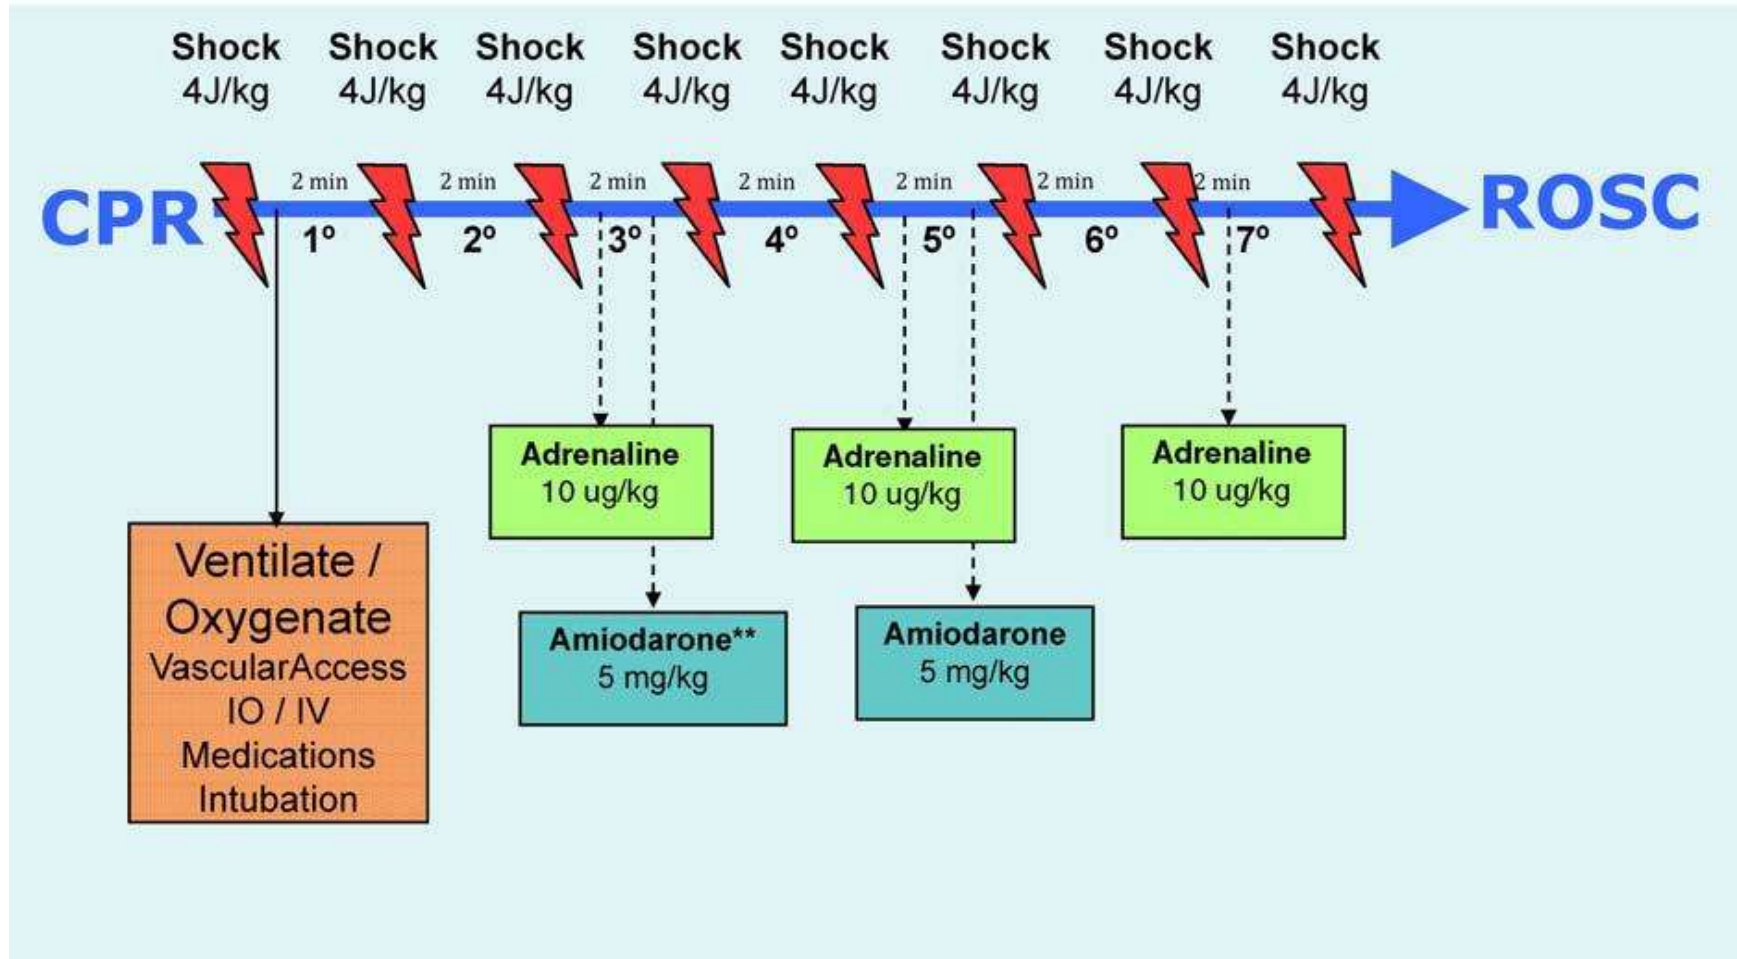 Shock Shock Shock Shock Shock Shock Shock Shock
4J/kg 4J/kg 4J/kg 4J/kg 4J/kg 4J/kg 4J/kg 4J/kg
2 min 2 min 2 min 2 min 2 min 2 min 2 min
CPR ROSC
1º 2º 3º 4º 5º 6º 7º
Adrenaline
10 ug/kg
Adrenaline
10 ug/kg
Adrenaline
10 ug/kg
Ventilate /
Oxygenate
VascularAccess
IO / IV
Medications
Intubation
Amiodarone**
5 mg/kg
Amiodarone
5 mg/kg